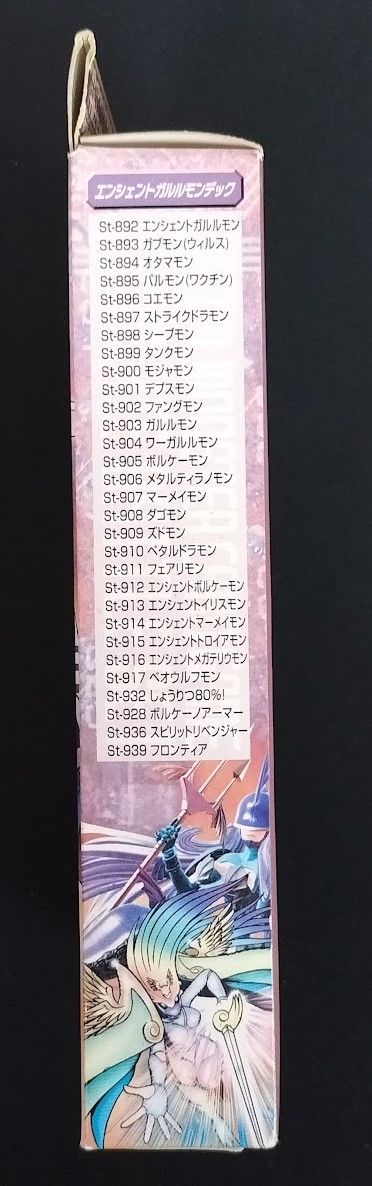 エンシェントガルルモンデック
St-892 エンシェントガルルモン
St-893 ガブモン(ウィルス)
St-894 オタマモン
St-895 パルモン(ワクチン)
St-896 コエモン
St-897 ストライクドラモン
St-898 シープモン
St-899 タンクモン
St-900 モジャモン
St-901 デプスモン
St-902 ファングモン
St-903 ガルルモン
St-904 ワーガルルモン
St-905 ボルケーモン
St-906 メタルティラノモン
St-907 マーメイモン
St-908 ダゴモン
St-909 ズドモン
St-910 ペタルドラモン
St-911 フェアリモン
St-912 エンシェントボルケーモン
St-913 エンシェントイリスモン
St-914 エンシェントマーメイモン
St-915 エンシェントトロイアモン
St-916 エンシェントメガテリウモン
St-917 ベオウルフモン
St-932 しょうりつ80%!
St-928 ボルケーノアーマー
St-936 スピリットリベンジャー
St-939 フロンティア